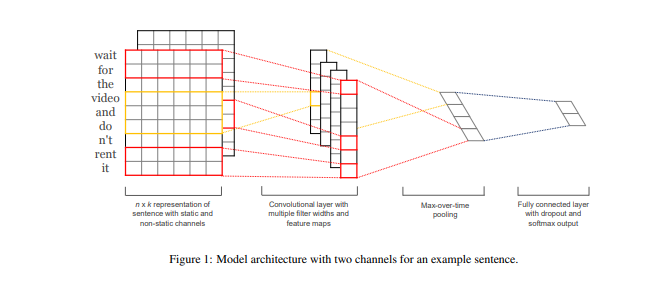 wait
for
the
video
and
do
n't
rent
it
n x k representation of
sentence with static and
non-static channels
Convolutional layer with
multiple filter widths and
feature maps
Max-over-time
pooling
Fully connected layer
with dropout and
softmax output
Figure 1: Model architecture with two channels for an example sentence.